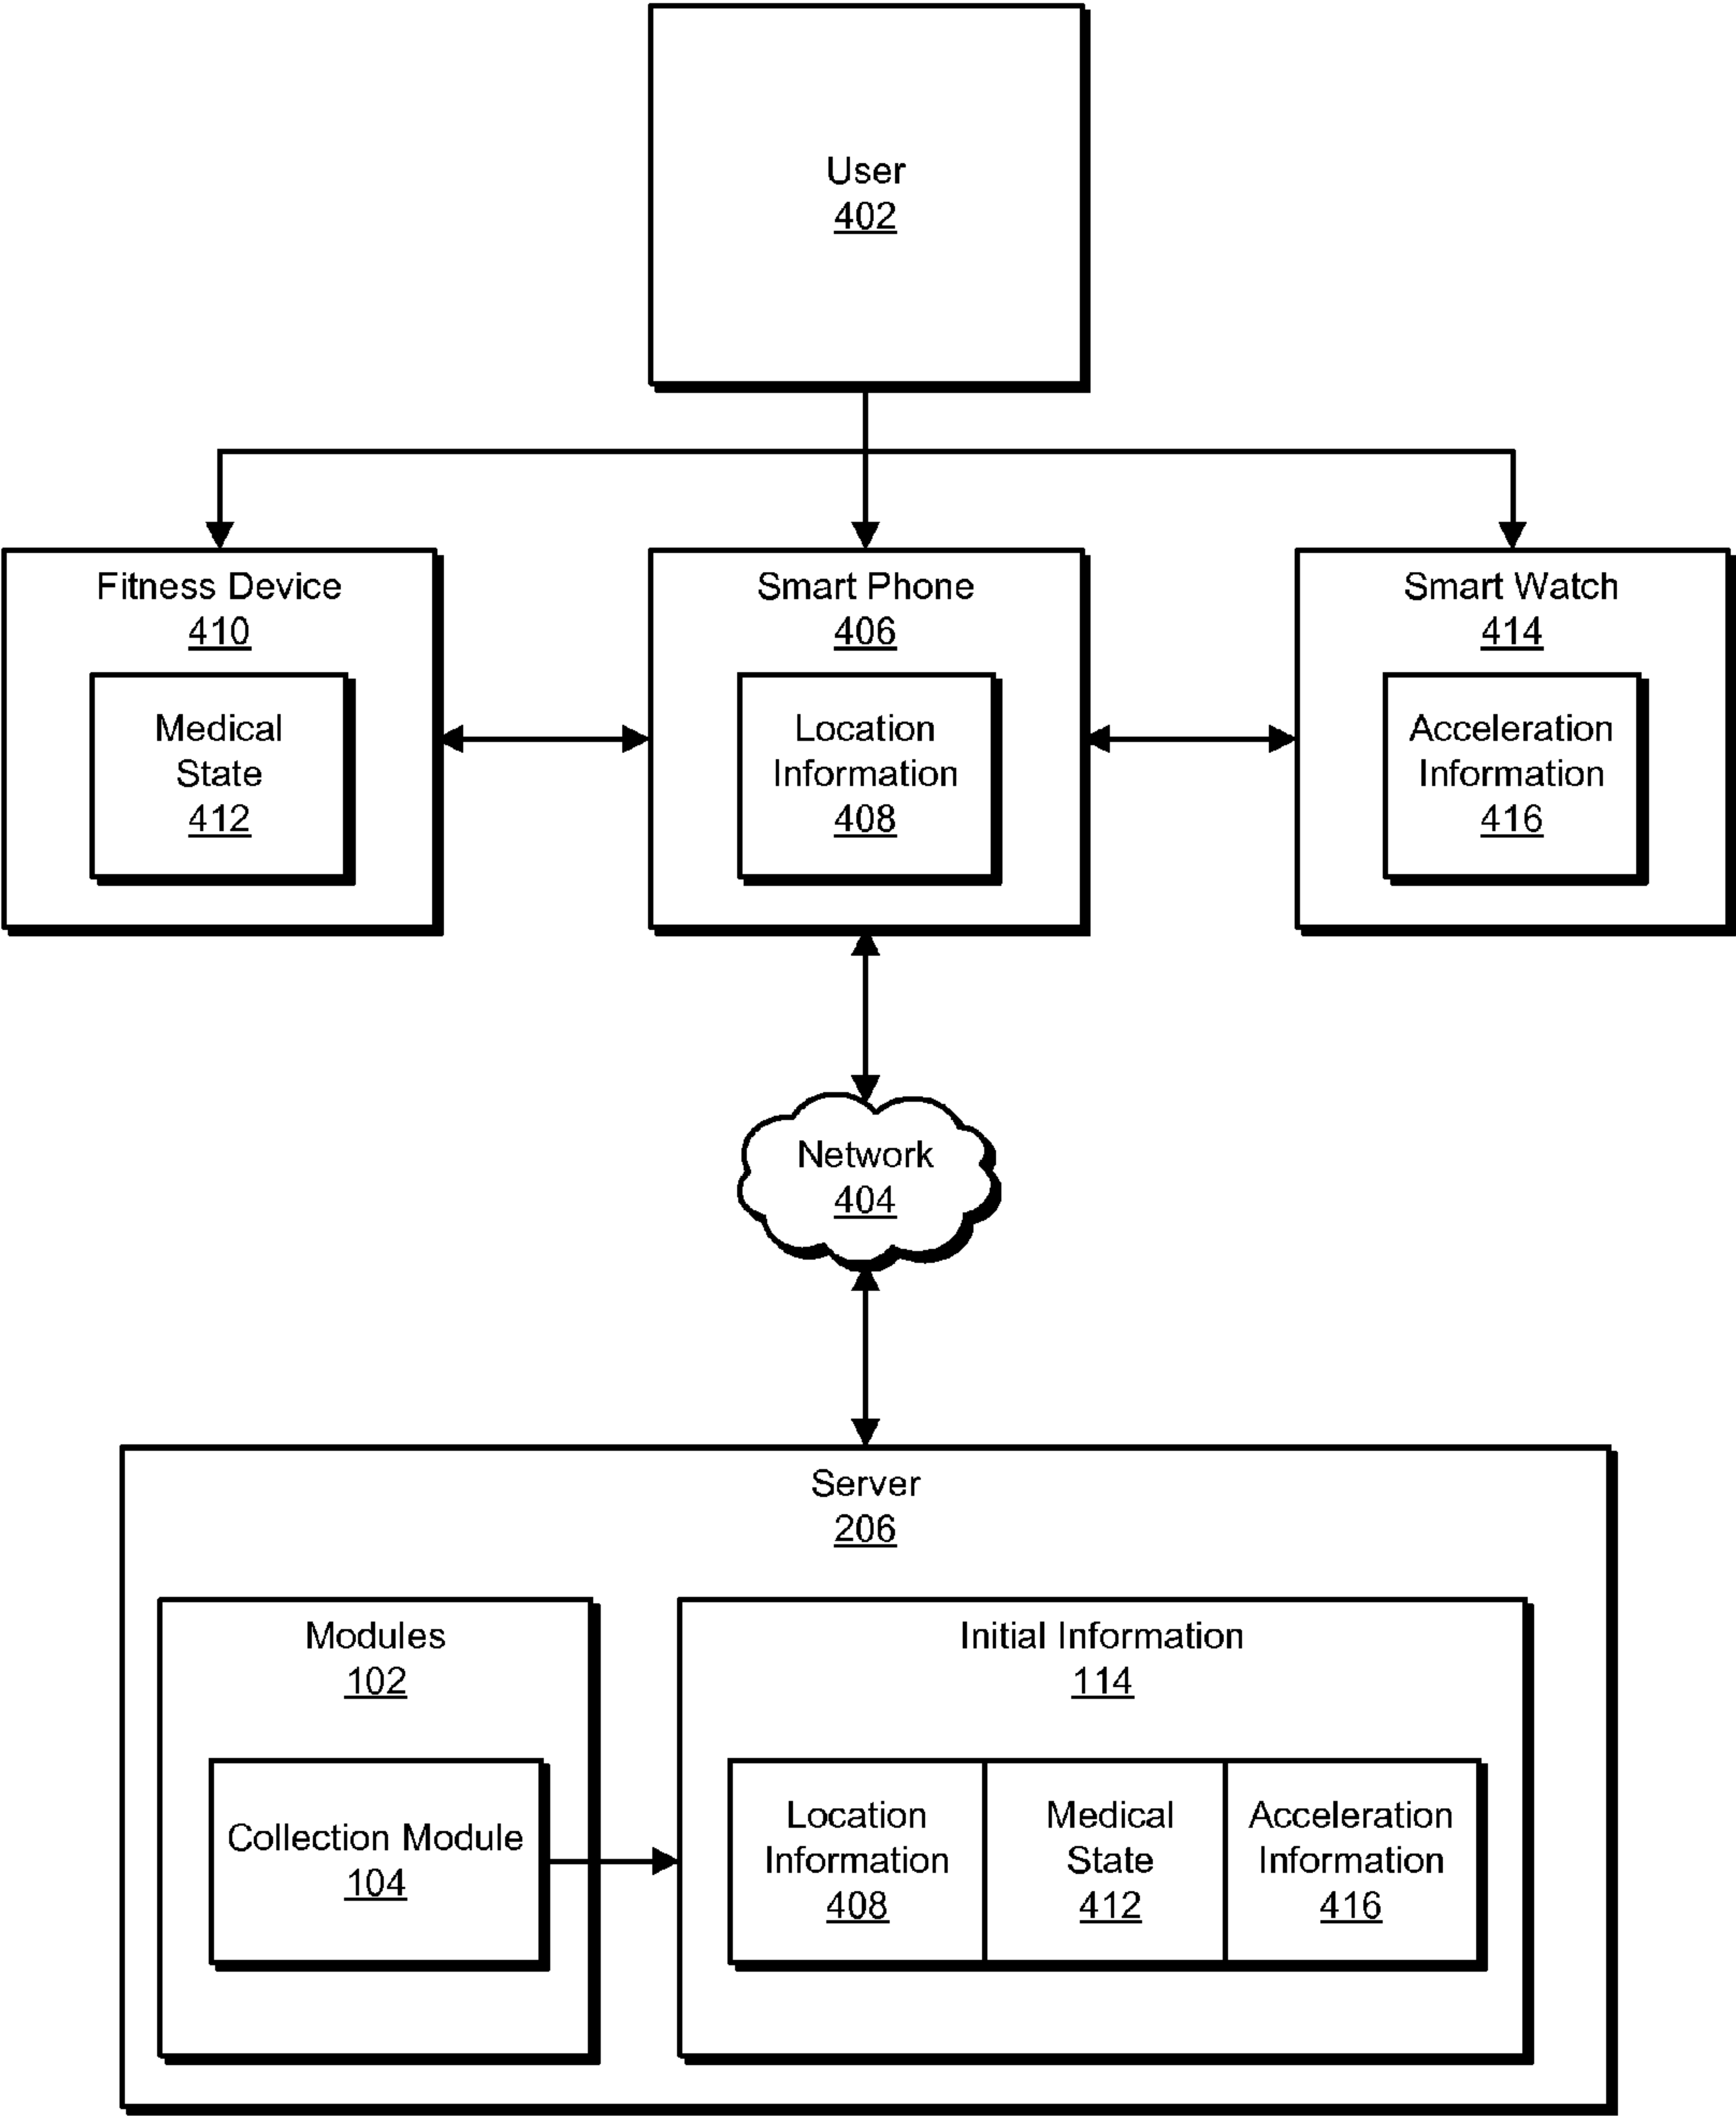 User
402
Fitness Device
410
Medical
State
412
Smart Phone
406
Location
Information
408
Smart Watch
414
Acceleration
Information
416
Network
404
Server
206
Modules
102
Collection Module
104
Initial Information
114
Location
Information
408
Medical
State
412
Acceleration
Information
416